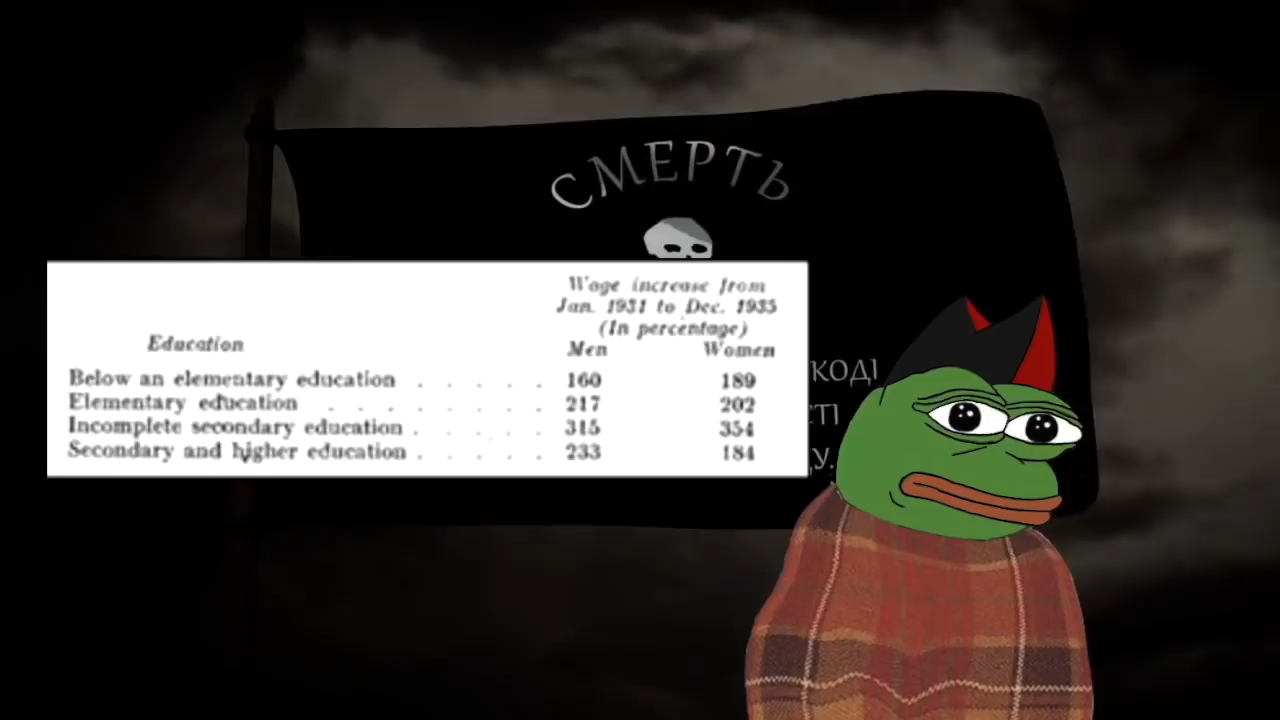 СМЕРТЬ
Wage increase from
Jan. 1931 to Dec. 1935
(In percentage)
Education Men Women
Below an elementary education . . . . . 160 189
Elementary education . . . . . . . . 217 202
Incomplete secondary education . . . . . 315 354
Secondary and higher education . . . . . 233 184
КОДІ
ТІ
У.